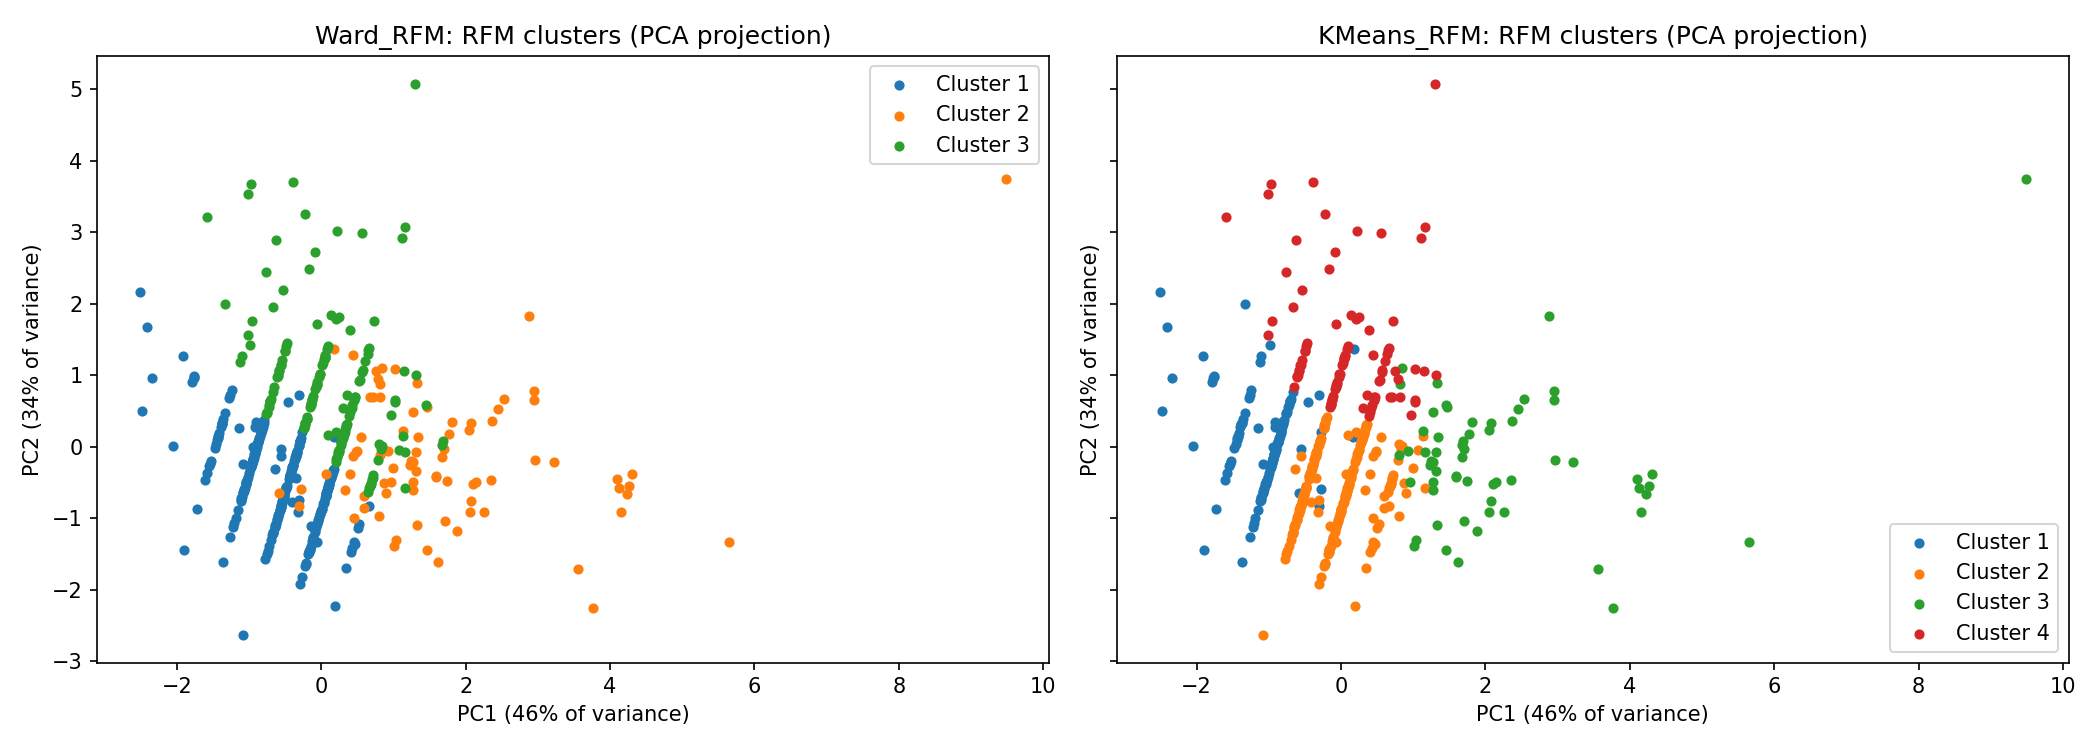 Ward_RFM: RFM clusters (PCA projection)
KMeans_RFM: RFM clusters (PCA projection)
PC2 (34% of variance)
5
4
3
2
1
0
−1
−2
−3
Cluster 1
Cluster 2
Cluster 3
−2
0
2
4
6
8
10
PC1 (46% of variance)
PC2 (34% of variance)
Cluster 1
Cluster 2
Cluster 3
Cluster 4
−2
0
2
4
6
8
10
PC1 (46% of variance)